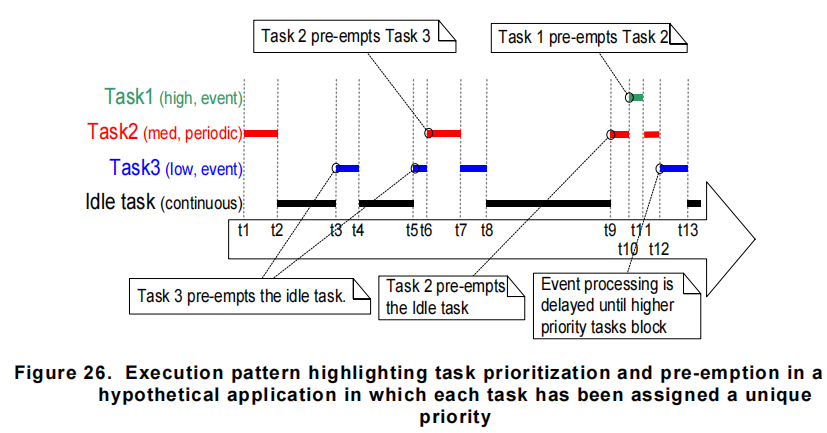 Task 2 pre-empts Task 3
Task 1 pre-empts Task 2
Task1 (high, event)
Task2 (med, periodic)
Task3 (low, event)
Idle task (continuous)
t1 t2 t3 t4 t5 t6 t7 t8 t9 t11 t13
t10 t12
Task 3 pre-empts the idle task.
Task 2 pre-empts
the Idle task
Event processing is
delayed until higher
priority tasks block
Figure 26. Execution pattern highlighting task prioritization and pre-emption in a
hypothetical application in which each task has been assigned a unique
priority